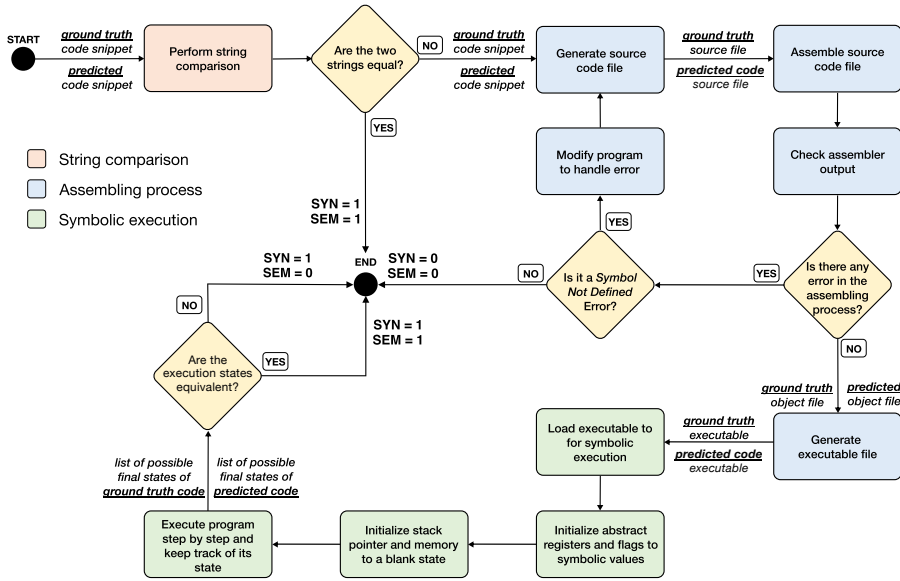 START
ground truth
code snippet
predicted
code snippet
Perform string
comparison
Are the two
strings equal?
NO
ground truth
code snippet
predicted
code snippet
Generate source
code file
ground truth
source file
predicted code
source file
Assemble source
code file
YES
String comparison
Assembling process
Symbolic execution
Modify program
to handle error
Check assembler
output
SYN = 1
SEM = 1
YES
END
SYN = 1
SEM = 0
SYN = 0
SEM = 0
NO
Is it a Symbol
Not Defined
Error?
YES
Is there any
error in the
assembling
process?
NO
SYN = 1
SEM = 1
NO
Are the
execution states
equivalent?
YES
ground truth
object file
predicted
object file
Load executable to
for symbolic
execution
ground truth
executable
predicted code
executable
Generate
executable file
list of possible
final states of
ground truth code
list of possible
final states of
predicted code
Execute program
step by step and
keep track of its
state
Initialize stack
pointer and memory
to a blank state
Initialize abstract
registers and flags to
symbolic values